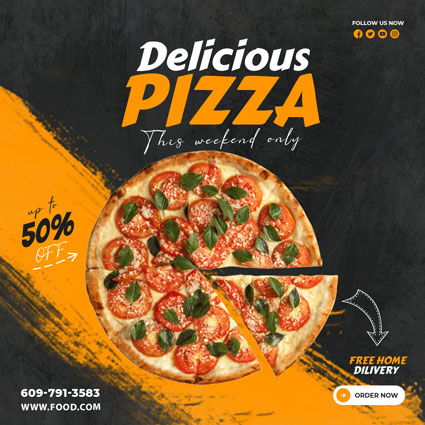 FOLLOW US NOW
Delicious
PIZZA
This weekend only
up to
50%
OFF
FREE HOME
DILIVERY
ORDER NOW
609-791-3583
WWW.FOOD.COM